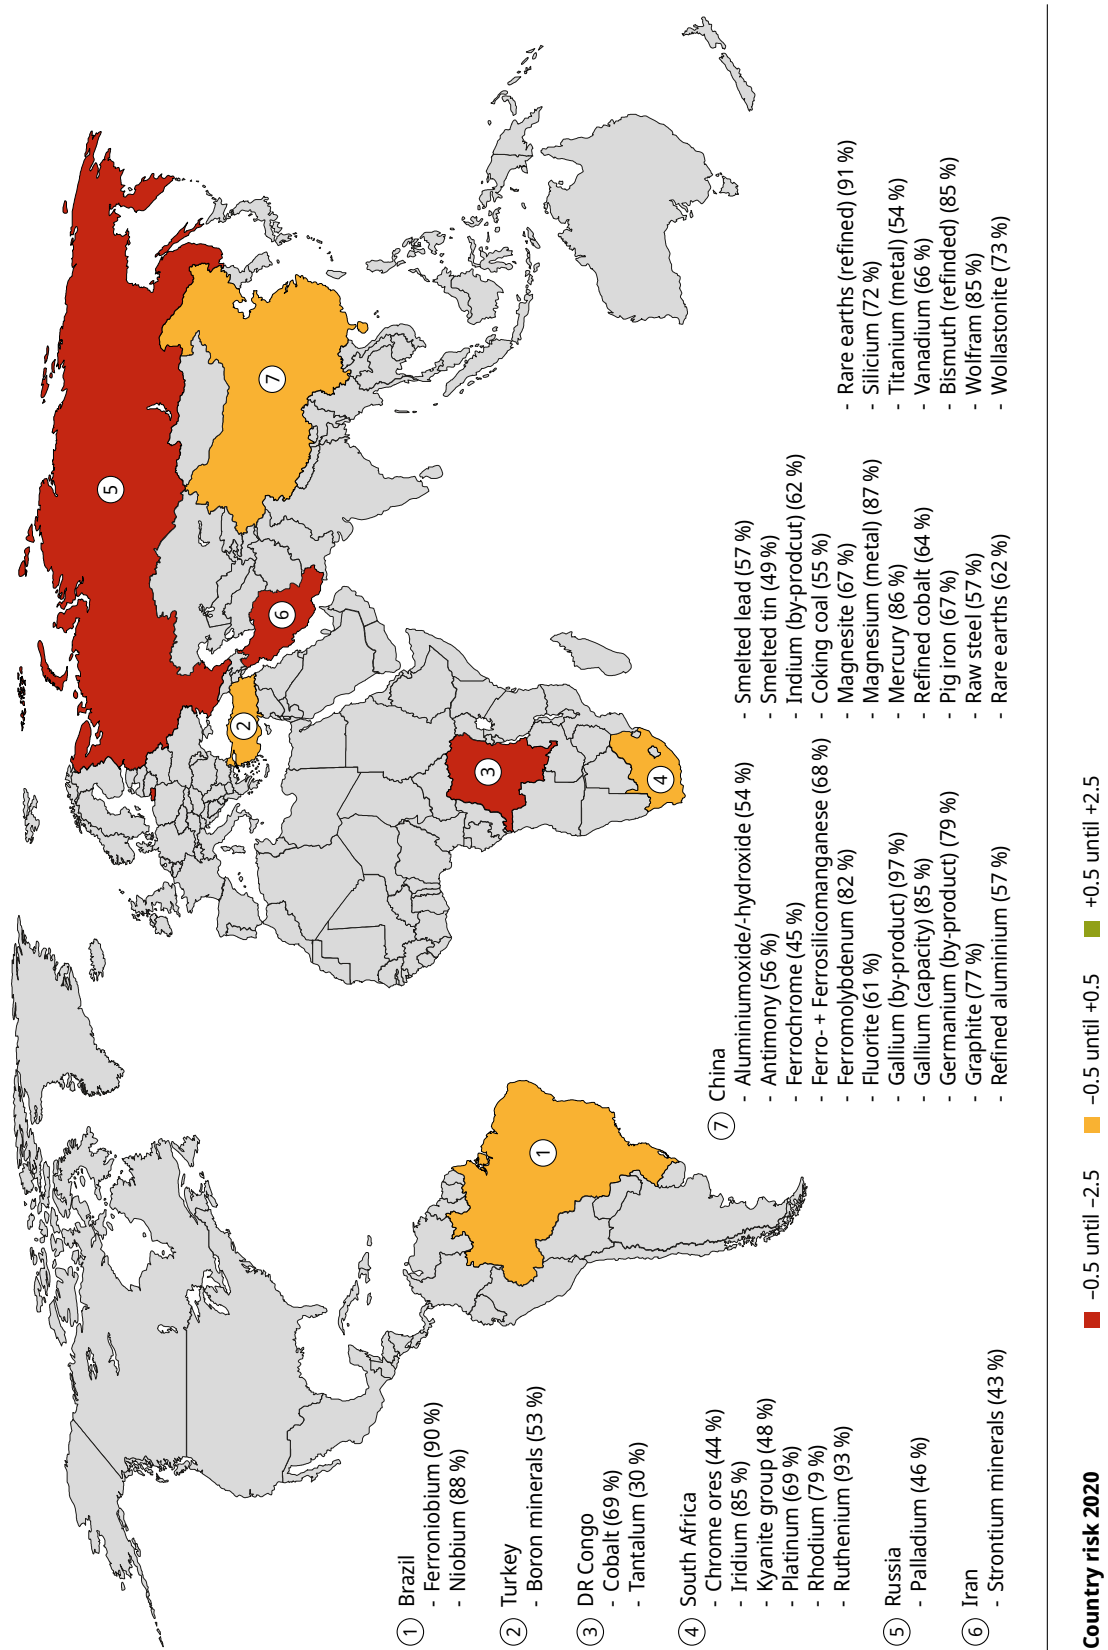 5
7
6
2
3
4
1
1 Brazil
- Ferroniobium (90 %)
- Niobium (88 %)
2 Turkey
- Boron minerals (53 %)
3 DR Congo
- Cobalt (69 %)
- Tantalum (30 %)
4 South Africa
- Chrome ores (44 %)
- Iridium (85 %)
- Kyanite group (48 %)
- Platinum (69 %)
- Rhodium (79 %)
- Ruthenium (93 %)
5 Russia
- Palladium (46 %)
6 Iran
- Strontium minerals (43 %)
7 China
- Aluminiumoxide/-hydroxide (54 %)
- Antimony (56 %)
- Ferrochrome (45 %)
- Ferro- + Ferrosilicomanganese (68 %)
- Ferromolybdenum (82 %)
- Fluorite (61 %)
- Gallium (by-product) (97 %)
- Gallium (capacity) (85 %)
- Germanium (by-product) (79 %)
- Graphite (77 %)
- Refined aluminium (57 %)
- Smelted lead (57 %)
- Smelted tin (49 %)
- Indium (by-prodcut) (62 %)
- Coking coal (55 %)
- Magnesite (67 %)
- Magnesium (metal) (87 %)
- Mercury (86 %)
- Refined cobalt (64 %)
- Pig iron (67 %)
- Raw steel (57 %)
- Rare earths (62 %)
- Rare earths (refined) (91 %)
- Silicium (72 %)
- Titanium (metal) (54 %)
- Vanadium (66 %)
- Bismuth (refinded) (85 %)
- Wolfram (85 %)
- Wollastonite (73 %)
Country risk 2020
−0.5 until −2.5
−0.5 until +0.5
+0.5 until +2.5